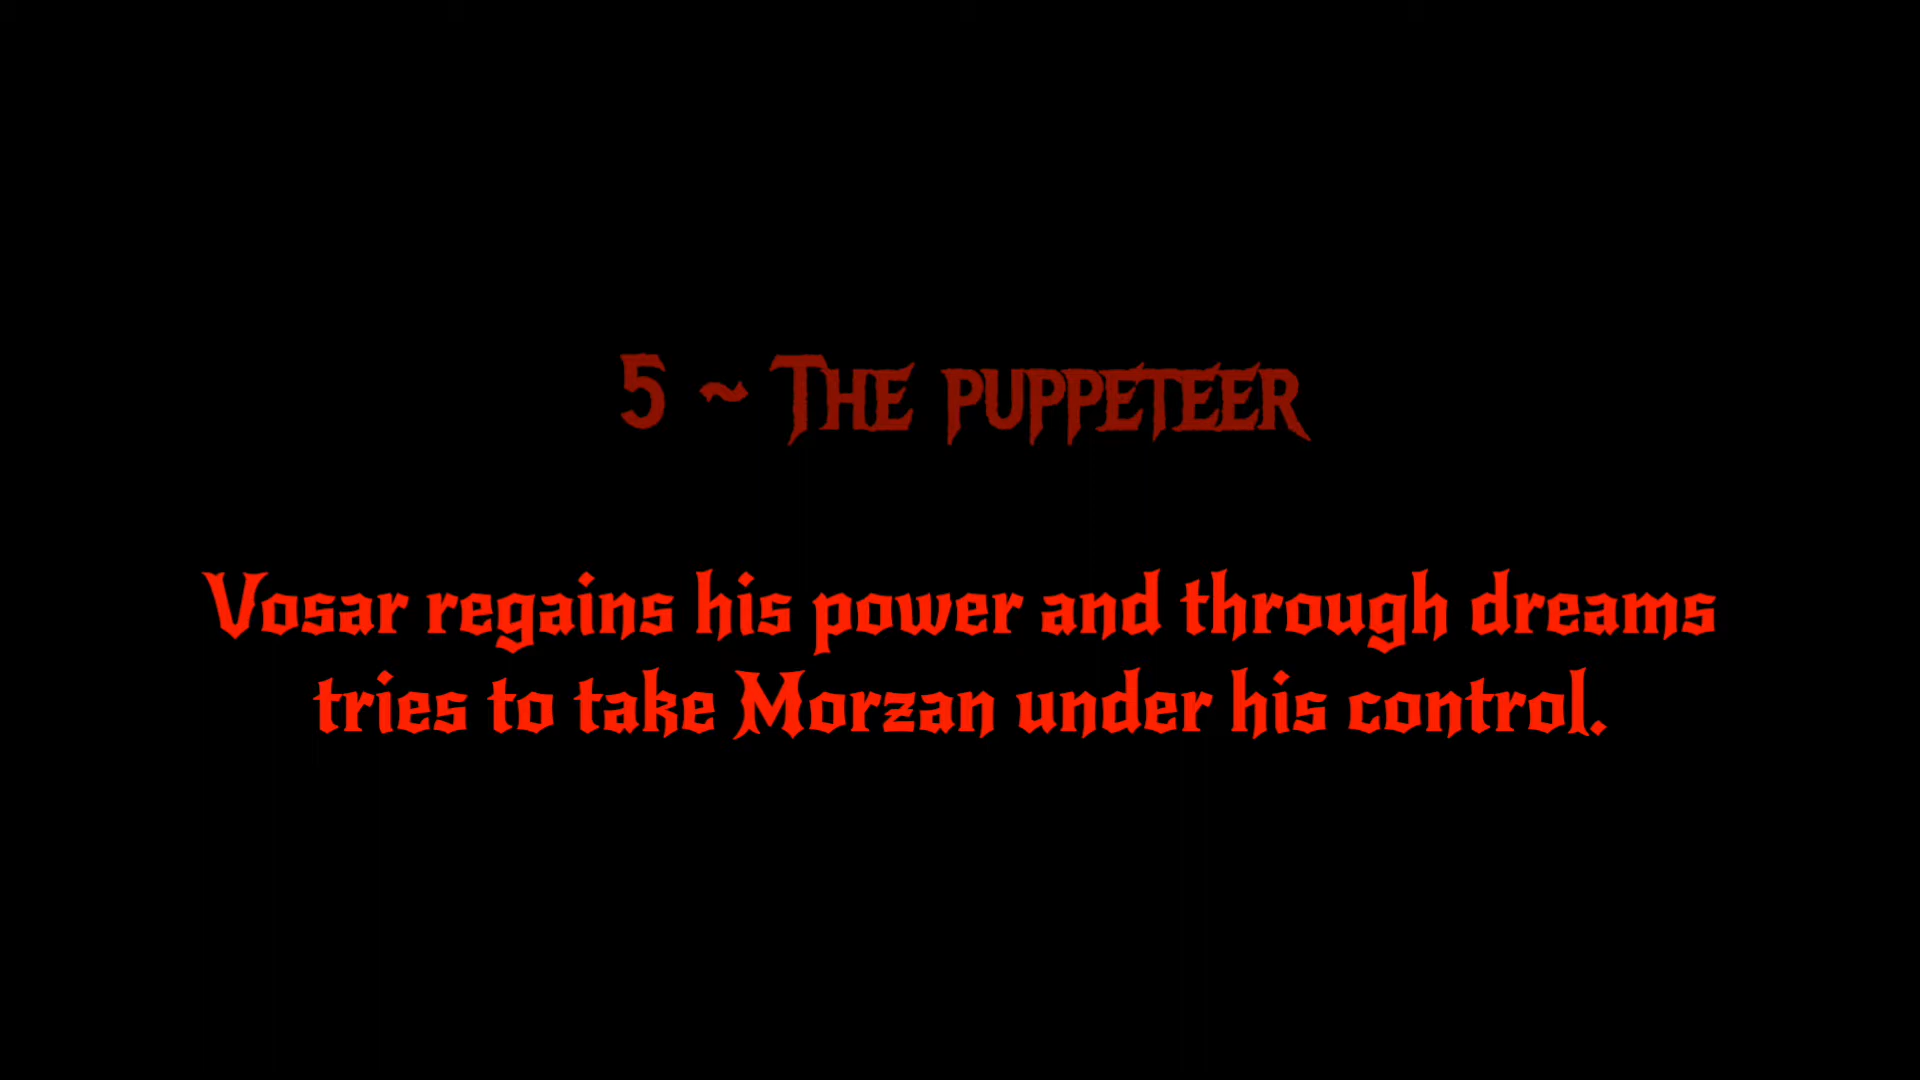 5 ~ The puppeteer
Vosar regains his power and through dreams
tries to take Morzan under his control.